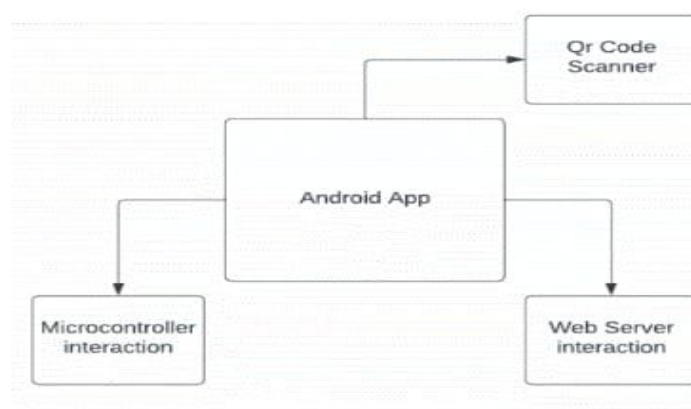 Qr Code
Scanner
Android App
Microcontroller
interaction
Web Server
interaction